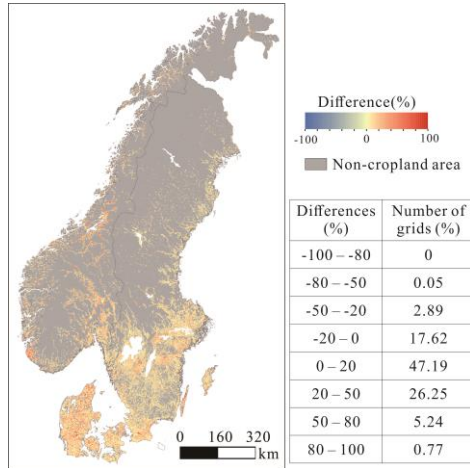 Difference(%)
-100 0 100
Non-cropland area
Differences (%) Number of grids (%)
-100 – -80 0
-80 – -50 0.05
-50 – -20 2.89
-20 – 0 17.62
0 – 20 47.19
20 – 50 26.25
50 – 80 5.24
80 – 100 0.77
0 160 320
km